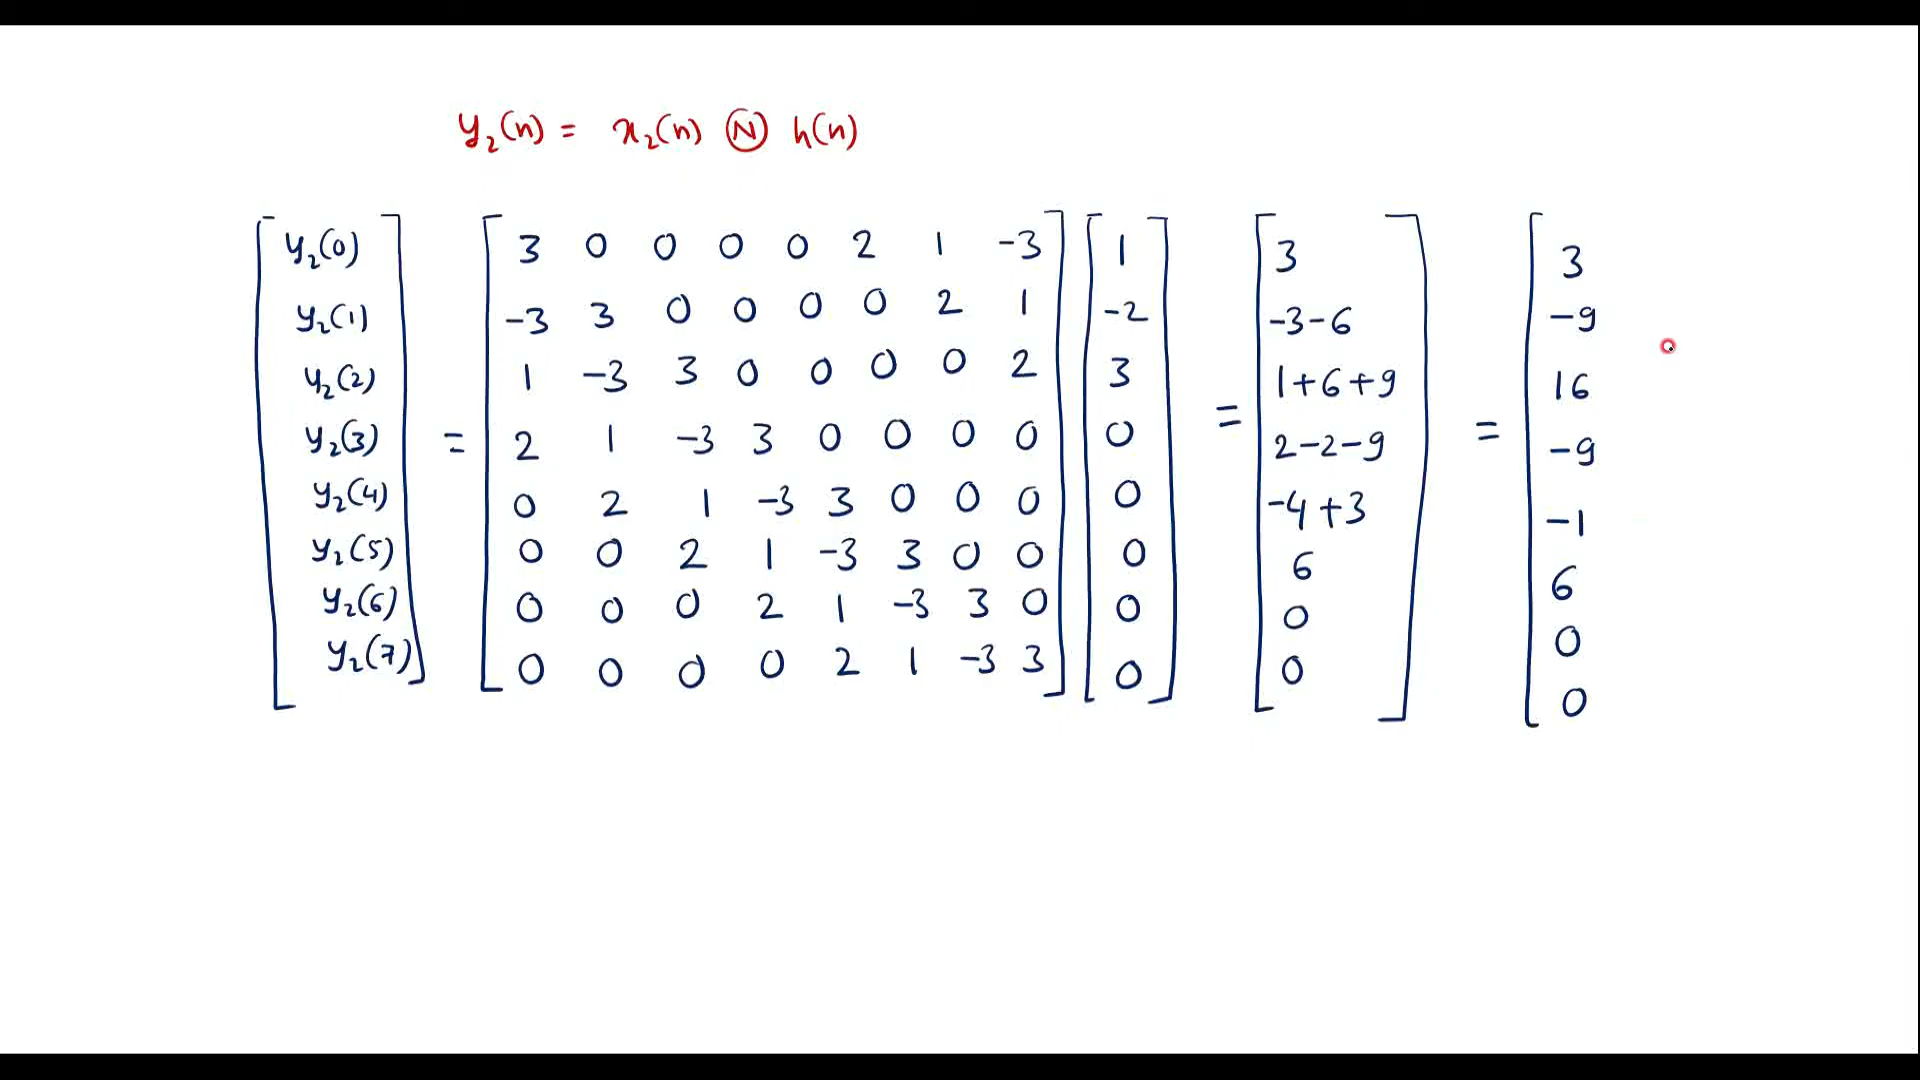 y₂(n) = x₂(n) Ⓝ h(n)
y₂(0) 3 0 0 0 0 2 1 -3 1 3 3
y₂(1) -3 3 0 0 0 0 2 1 -2 -3-6 -9
y₂(2) 1 -3 3 0 0 0 0 2 3 1+6+9 16
y₂(3) = 2 1 -3 3 0 0 0 0 0 = 2-2-9 = -9
y₂(4) 0 2 1 -3 3 0 0 0 0 -4+3 -1
y₂(5) 0 0 2 1 -3 3 0 0 0 6 6
y₂(6) 0 0 0 2 1 -3 3 0 0 0 0
y₂(7) 0 0 0 0 2 1 -3 3 0 0 0